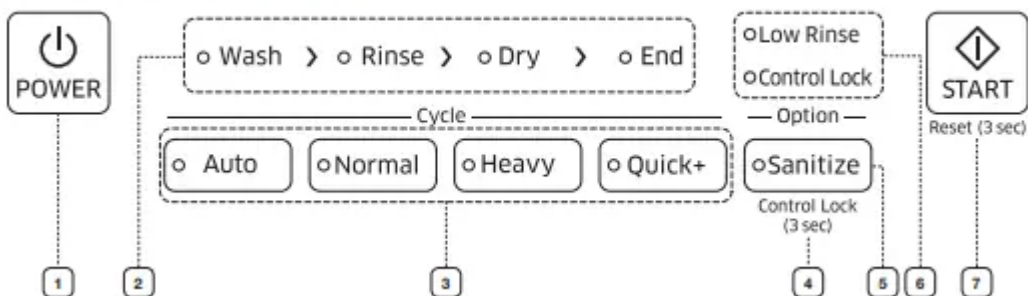 POWER
Wash > Rinse > Dry > End
Low Rinse
Control Lock
START
Reset (3 sec)
Cycle
Option
Auto Normal Heavy Quick+
Sanitize
Control Lock
(3 sec)
1 2 3 4 5 6 7